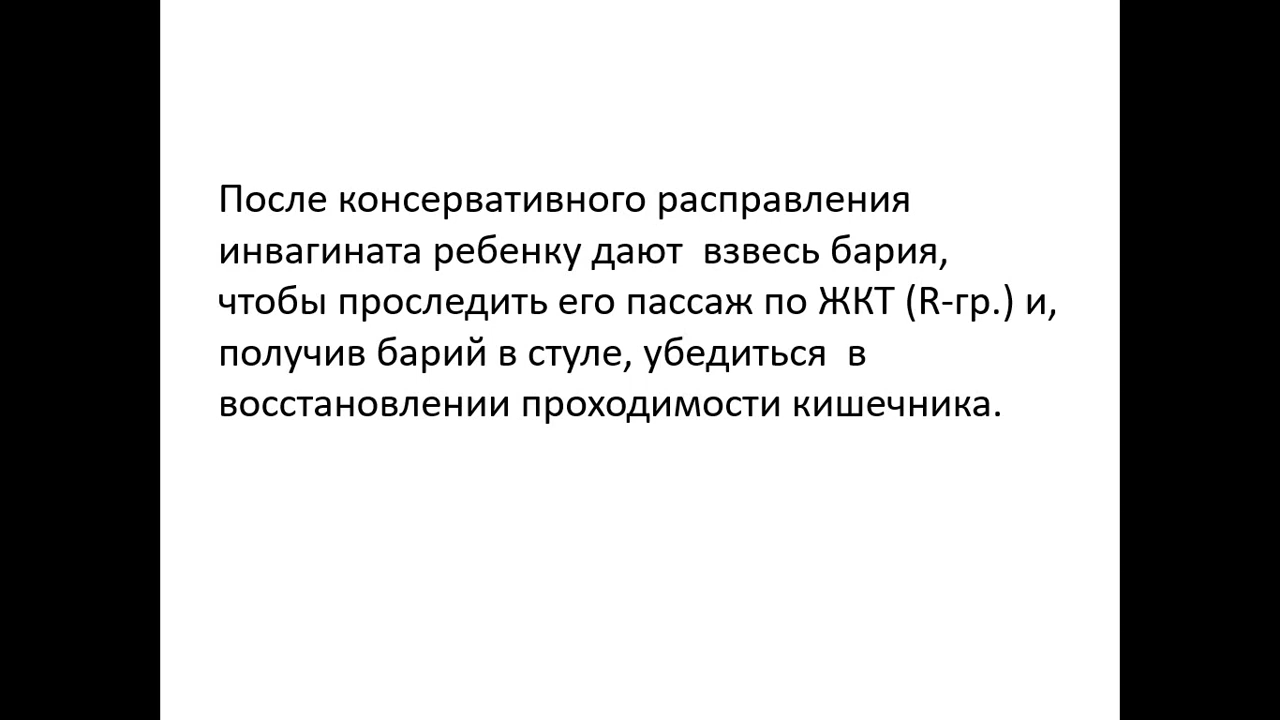 После консервативного расправления
инвагината ребенку дают  взвесь бария,
чтобы проследить его пассаж по ЖКТ (R-гр.) и,
получив барий в стуле, убедиться  в
восстановлении проходимости кишечника.